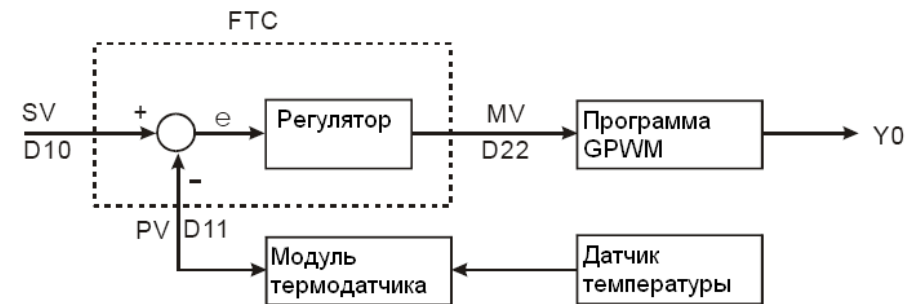 FTC
SV
D10
+
e
Регулятор
MV
D22
Программа
GPWM
Y0
-
PV D11
Модуль
термодатчика
Датчик
температуры